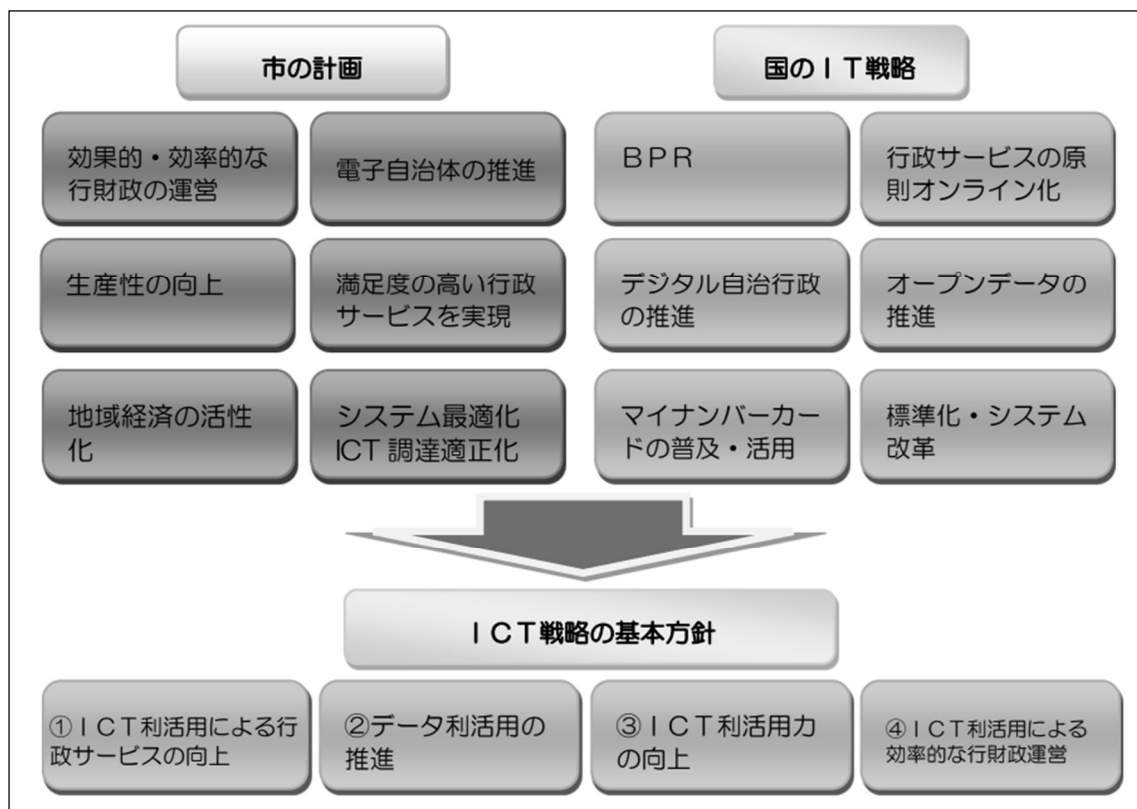 市の計画
効果的・効率的な
行財政の運営
電子自治体の推進
生産性の向上
満足度の高い行政
サービスを実現
地域経済の活性
化
システム最適化
ICT 調達適正化
国のＩＴ戦略
ＢＰＲ
行政サービスの原
則オンライン化
デジタル自治行政
の推進
オープンデータの
推進
マイナンバーカー
ドの普及・活用
標準化・システム
改革
ＩＣＴ戦略の基本方針
①ＩＣＴ利活用による行
政サービスの向上
②データ利活用の
推進
③ＩＣＴ利活用力
の向上
④ＩＣＴ利活用による
効率的な行財政運営